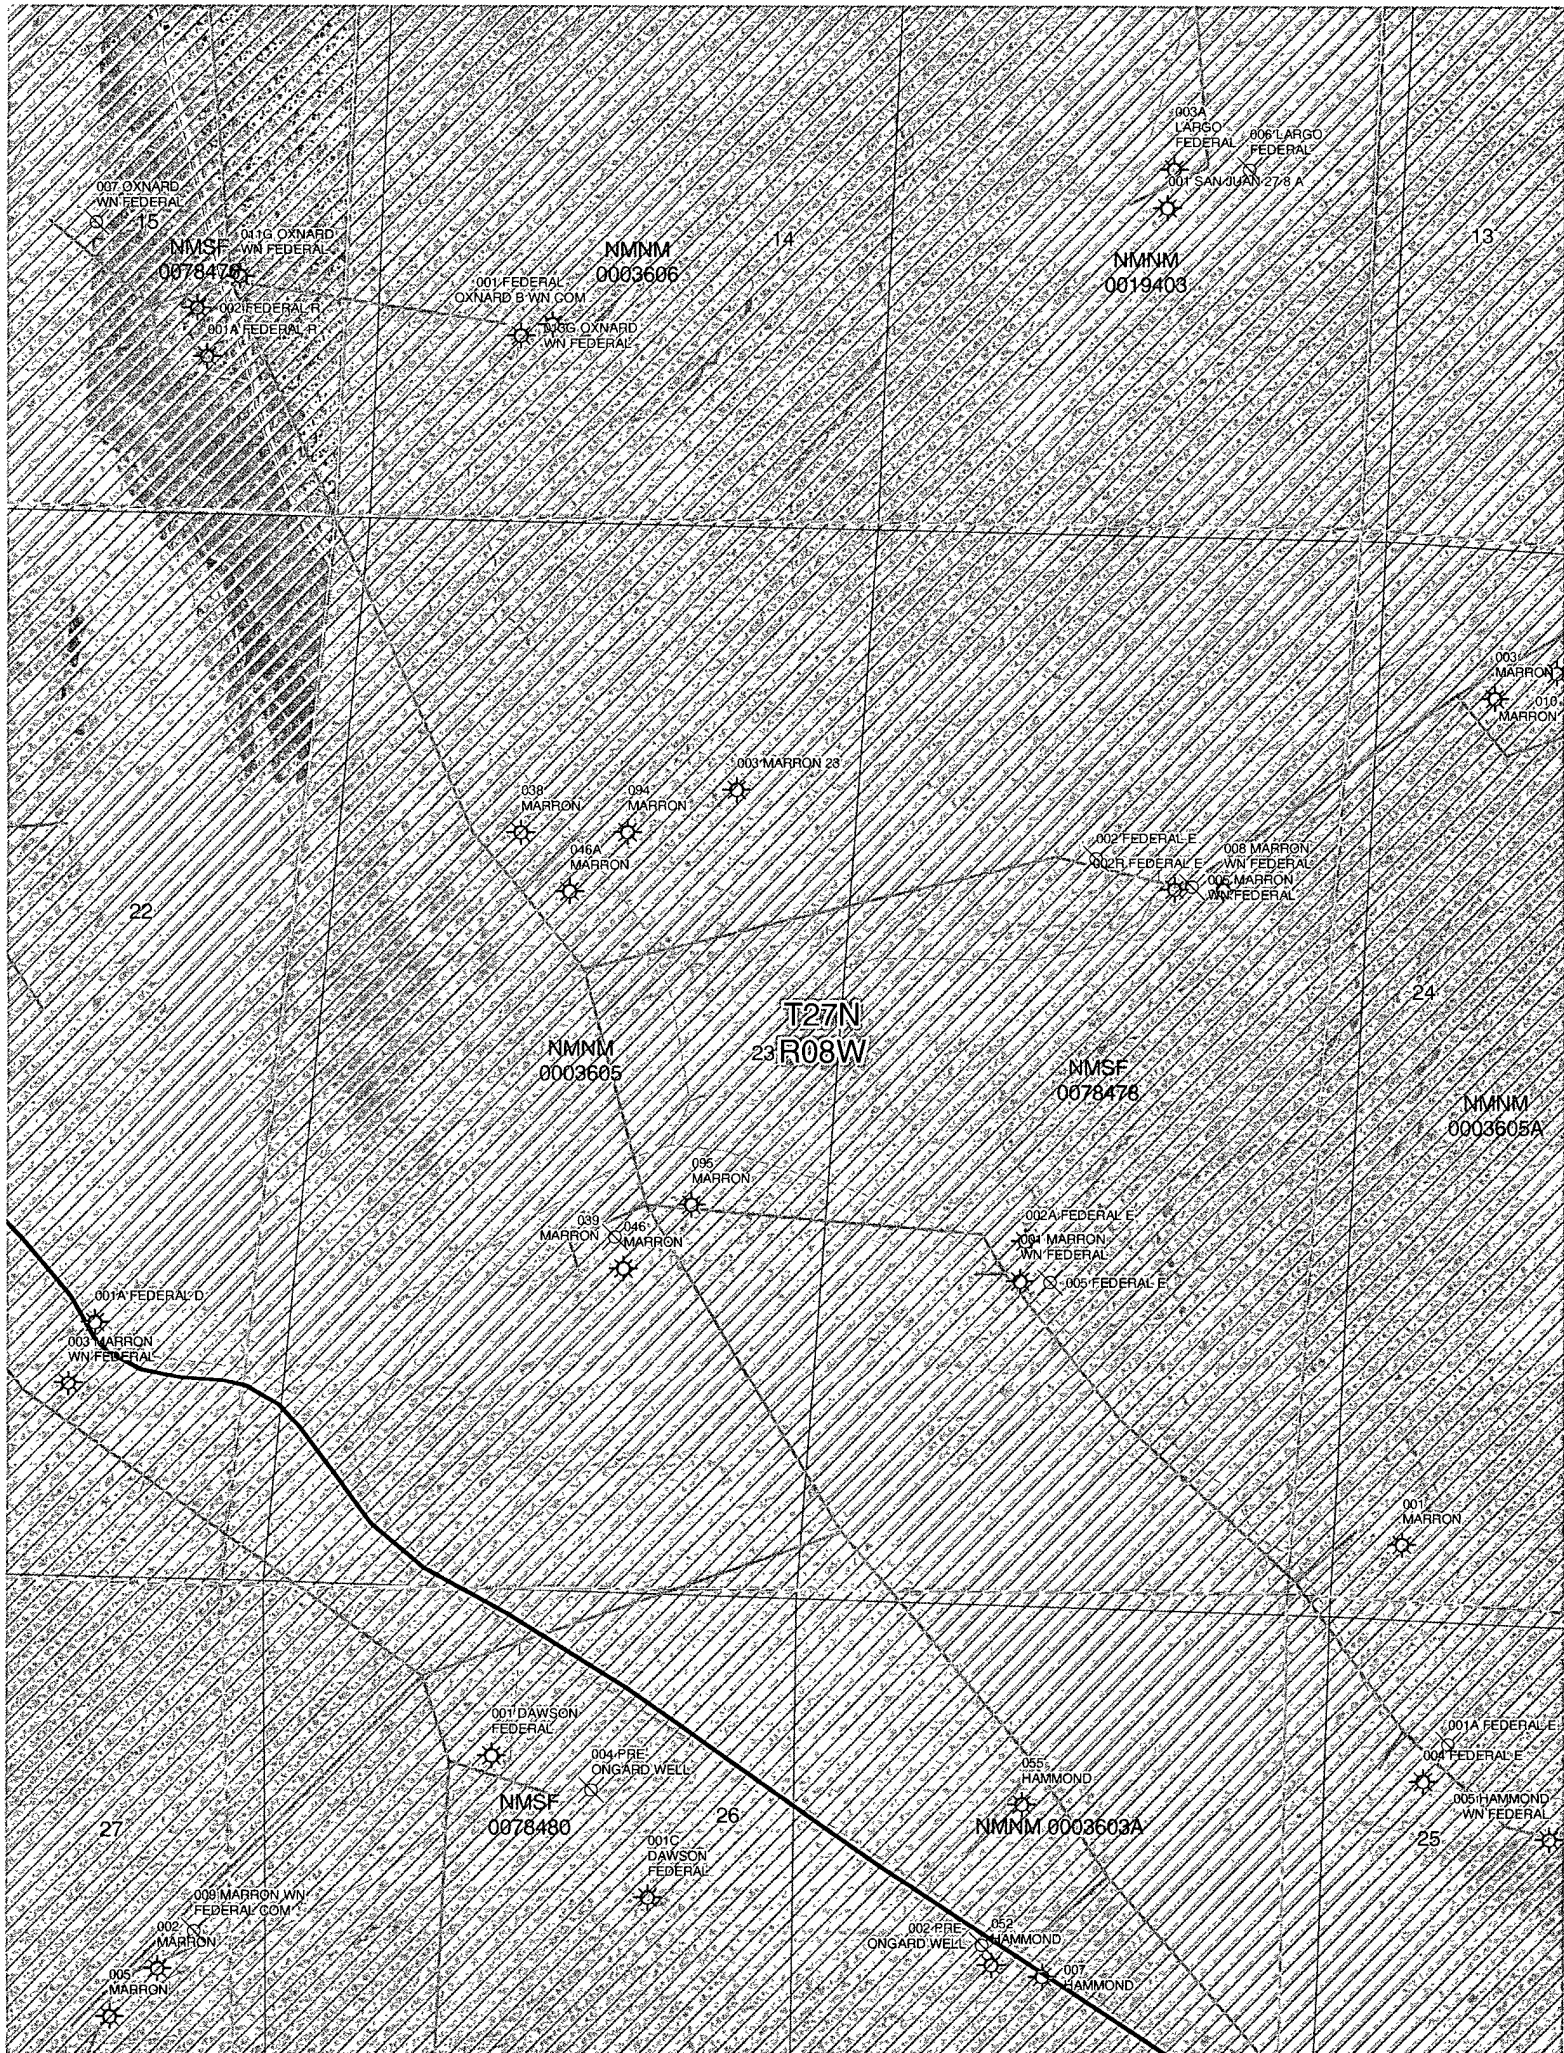 003A
LARGO
FEDERAL
006 LARGO
FEDERAL
001 SAN JUAN 27 8 A
007 OXNARD
WN FEDERAL
15
011G OXNARD
WN FEDERAL
NMSF
14
13
NMNM
0003606
NMNM
0019403
001 FEDERAL
OXNARD B WN COM
002 FEDERAL R
001A FEDERAL R
OXNARD
WN FEDERAL
003
MARRON
010
MARRON
003 MARRON 23
038
MARRON
094
MARRON
046A
MARRON
002 FEDERAL E
002R FEDERAL E
008 MARRON
WN FEDERAL
005 MARRON
WN FEDERAL
22
24
T27N
23 R08W
NMNM
0003605
NMSF
0078478
NMNM
0003605A
095
MARRON
039
MARRON
046
MARRON
002A FEDERAL E
001 MARRON
WN FEDERAL
005 FEDERAL E
001A FEDERAL D
003 MARRON
WN FEDERAL
001
MARRON
001 DAWSON
FEDERAL
004 PRE
ONGARD WELL
NMSF
0078480
26
27
055
HAMMOND
NMNM 0003603A
001A FEDERAL E
004 FEDERAL E
005 HAMMOND
WN FEDERAL
25
001C
DAWSON
FEDERAL
009 MARRON WN
FEDERAL COM
002
MARRON
005
MARRON
002 PRE
ONGARD WELL
052
HAMMOND
007
HAMMOND